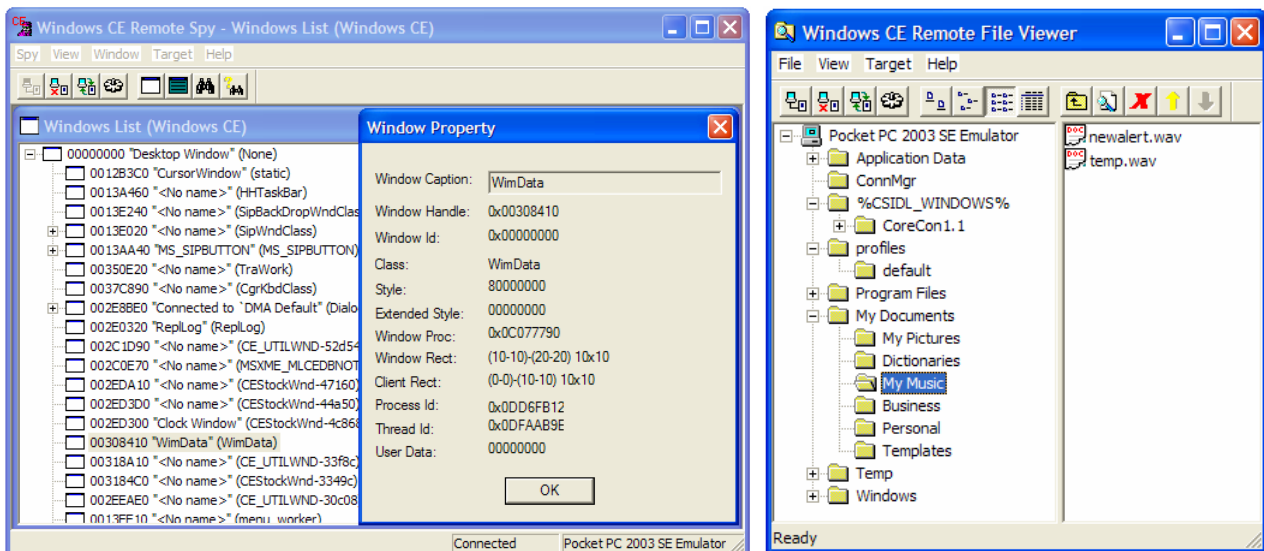 Windows CE Remote Spy - Windows List (Windows CE)
Spy View Window Target Help
Windows List (Windows CE)
00000000 "Desktop Window" (None)
0012B3C0 "CursorWindow" (static)
0013A460 "<No name>" (HHTaskBar)
0013E240 "<No name>" (SipBackDropWndClas
0013E020 "<No name>" (SipWndClass)
0013AA40 "MS_SIPBUTTON" (MS_SIPBUTTON)
00350E20 "<No name>" (TraWork)
0037C890 "<No name>" (CgrKbdClass)
002E8BE0 "Connected to `DMA Default" (Dialo
002E0320 "ReplLog" (ReplLog)
002C1D90 "<No name>" (CE_UTILWND-52d54
002C0E70 "<No name>" (MSXME_MLCEDBNOT
002EDA10 "<No name>" (CEStockWnd-47160)
002ED3D0 "<No name>" (CEStockWnd-44a50)
002ED300 "Clock Window" (CEStockWnd-4c868
00308410 "WimData" (WimData)
00318A10 "<No name>" (CE_UTILWND-33f8c)
003184C0 "<No name>" (CEStockWnd-3349c)
002EEAE0 "<No name>" (CE_UTILWND-30c08
0013EE10 "<No name>" (menu_worker)
Window Property
Window Caption: WimData
Window Handle: 0x00308410
Window Id: 0x00000000
Class: WimData
Style: 80000000
Extended Style: 00000000
Window Proc: 0x0C077790
Window Rect: (10-10)-(20-20) 10x10
Client Rect: (0-0)-(10-10) 10x10
Process Id: 0x0DD6FB12
Thread Id: 0x0DFAAB9E
User Data: 00000000
OK
Connected Pocket PC 2003 SE Emulator
Windows CE Remote File Viewer
File View Target Help
Pocket PC 2003 SE Emulator
Application Data
ConnMgr
%CSIDL_WINDOWS%
CoreCon1.1
profiles
default
Program Files
My Documents
My Pictures
Dictionaries
My Music
Business
Personal
Templates
Temp
Windows
newalert.wav
temp.wav
Ready